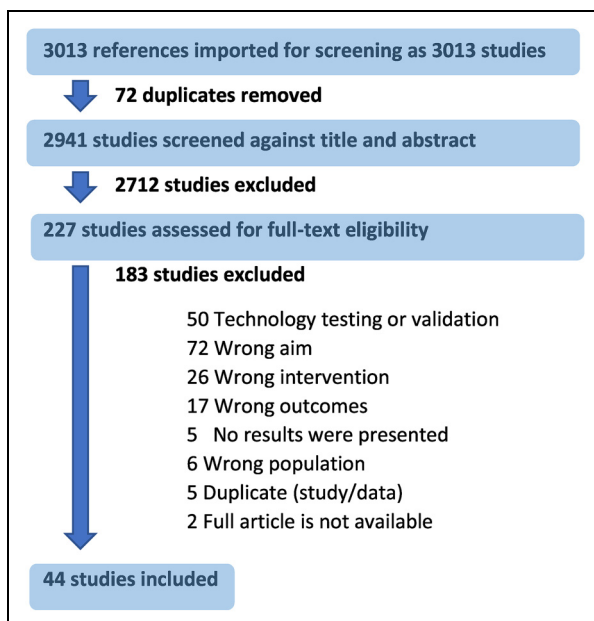 3013 references imported for screening as 3013 studies
72 duplicates removed
2941 studies screened against title and abstract
2712 studies excluded
227 studies assessed for full-text eligibility
183 studies excluded
50 Technology testing or validation
72 Wrong aim
26 Wrong intervention
17 Wrong outcomes
5 No results were presented
6 Wrong population
5 Duplicate (study/data)
2 Full article is not available
44 studies included